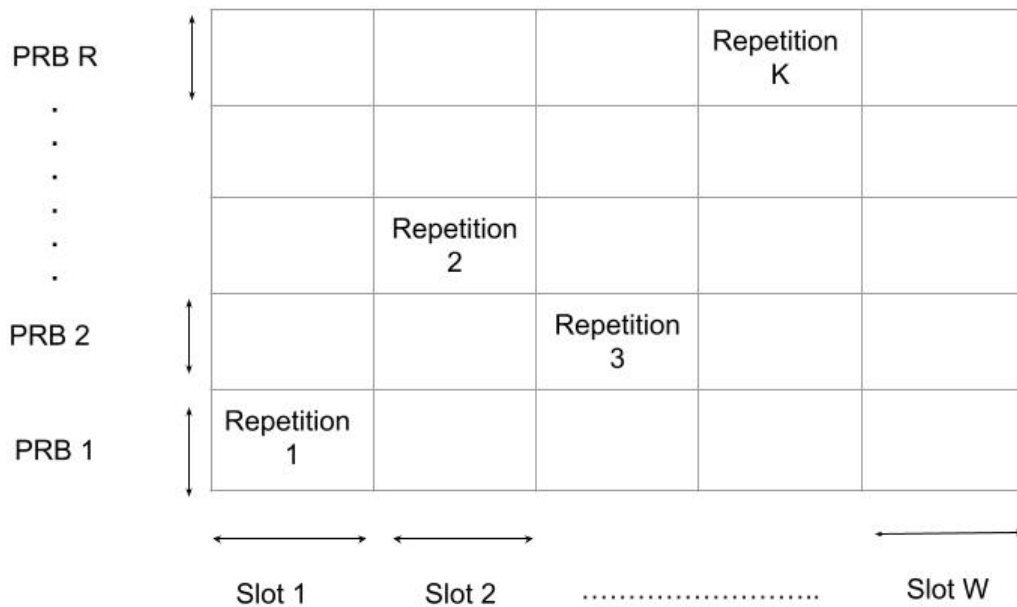 PRB R
Repetition
K
.
.
.
.
.
.
Repetition
2
PRB 2
Repetition
3
PRB 1
Repetition
1
Slot 1
Slot 2
........................
Slot W